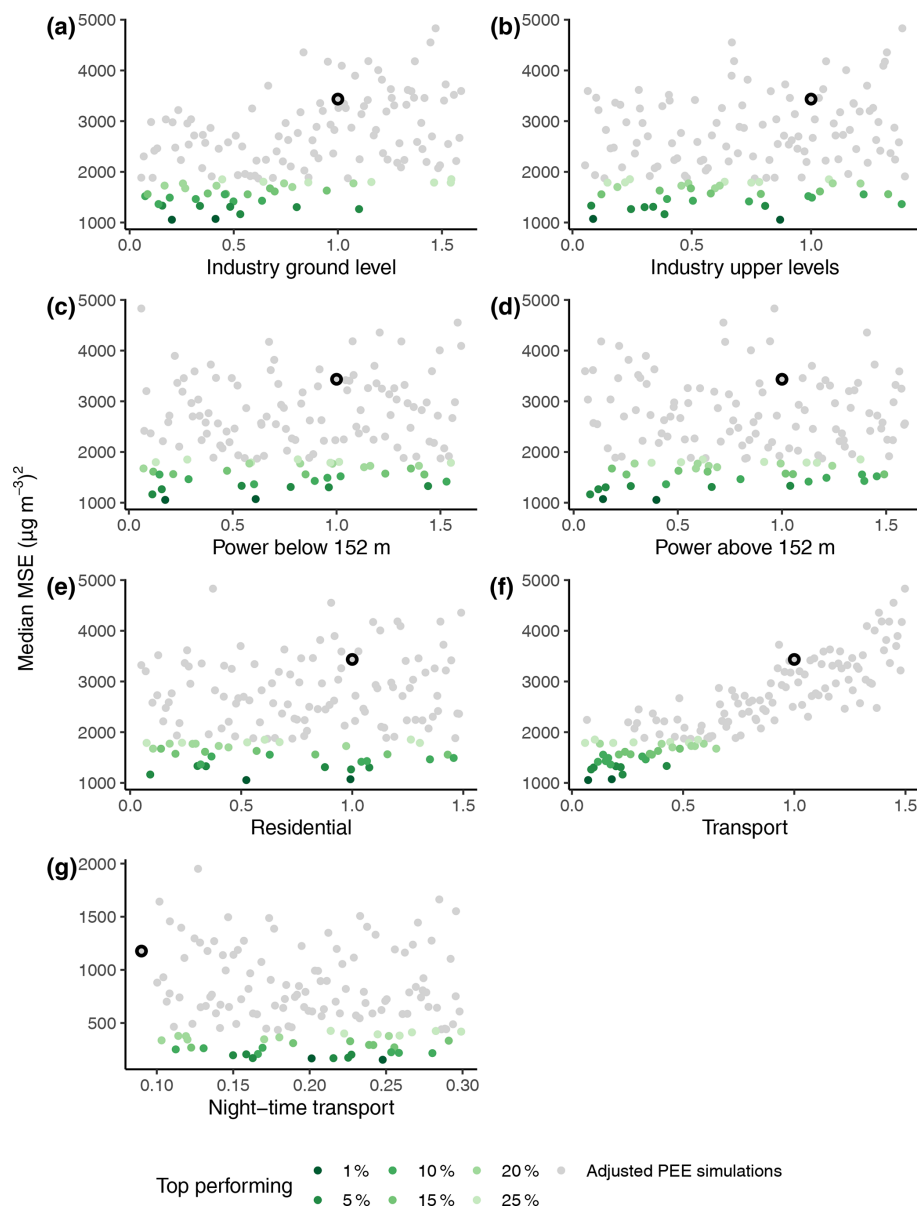 (a)
5000
4000
3000
2000
1000
0.0 0.5 1.0 1.5
Industry ground level
(b)
5000
4000
3000
2000
1000
0.0 0.5 1.0
Industry upper levels
(c)
5000
4000
3000
2000
1000
0.0 0.5 1.0 1.5
Power below 152 m
(d)
5000
4000
3000
2000
1000
0.0 0.5 1.0 1.5
Power above 152 m
Median MSE (μg m⁻³)²
(e)
5000
4000
3000
2000
1000
0.0 0.5 1.0 1.5
Residential
(f)
5000
4000
3000
2000
1000
0.0 0.5 1.0 1.5
Transport
(g)
2000
1500
1000
500
0.10 0.15 0.20 0.25 0.30
Night−time transport
Top performing
1 % 10 % 20 % Adjusted PEE simulations
5 % 15 % 25 %